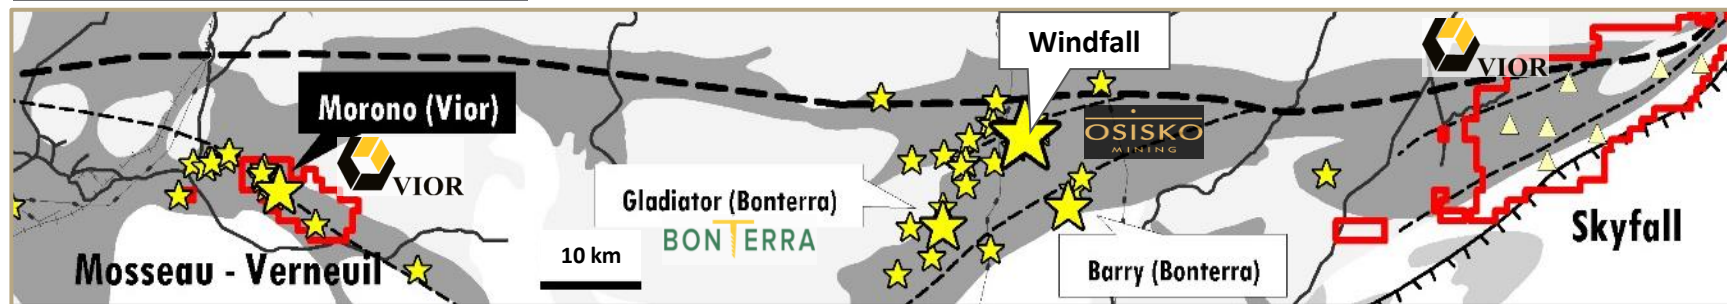 Windfall
VIOR
Morono (Vior)
OSISKO
MINING
VIOR
Gladiator (Bonterra)
BONTERRA
Skyfall
10 km
Mosseau - Verneuil
Barry (Bonterra)